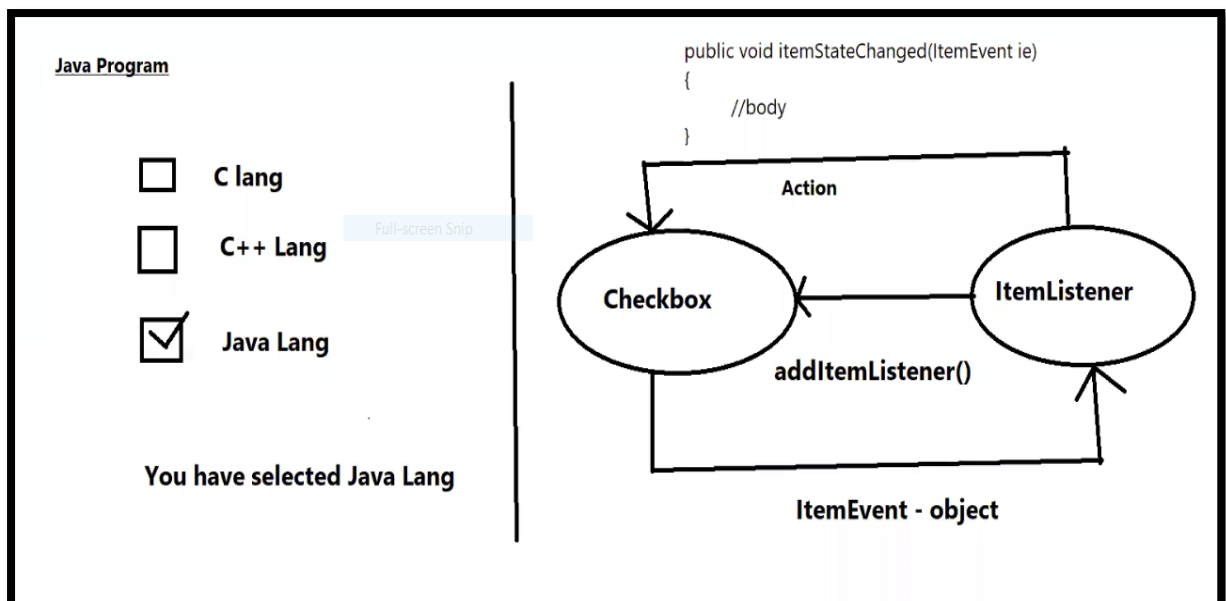 Java Program
C lang
C++ Lang
Full-screen Snip
Java Lang
You have selected Java Lang
public void itemStateChanged(ItemEvent ie)
{
//body
}
Action
Checkbox
ItemListener
addItemListener()
ItemEvent - object